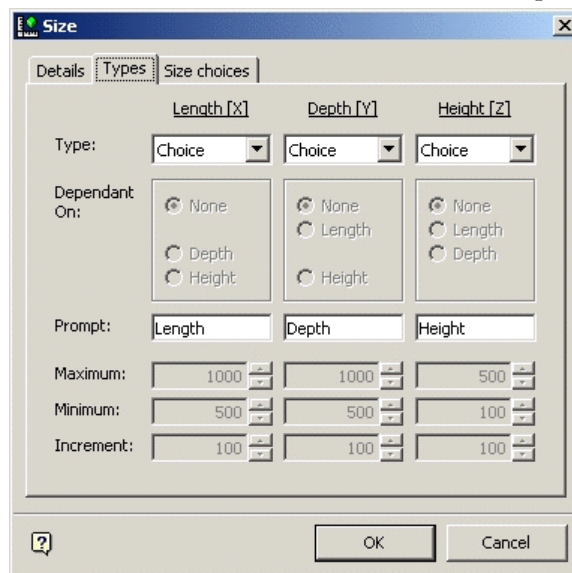 Size
Details Types Size choices
Length [X] Depth [Y] Height [Z]
Type: Choice Choice Choice
Dependant On: None None None
Length Length
Depth Depth
Height Height
Prompt: Length Depth Height
Maximum: 1000 1000 500
Minimum: 500 500 100
Increment: 100 100 100
OK Cancel